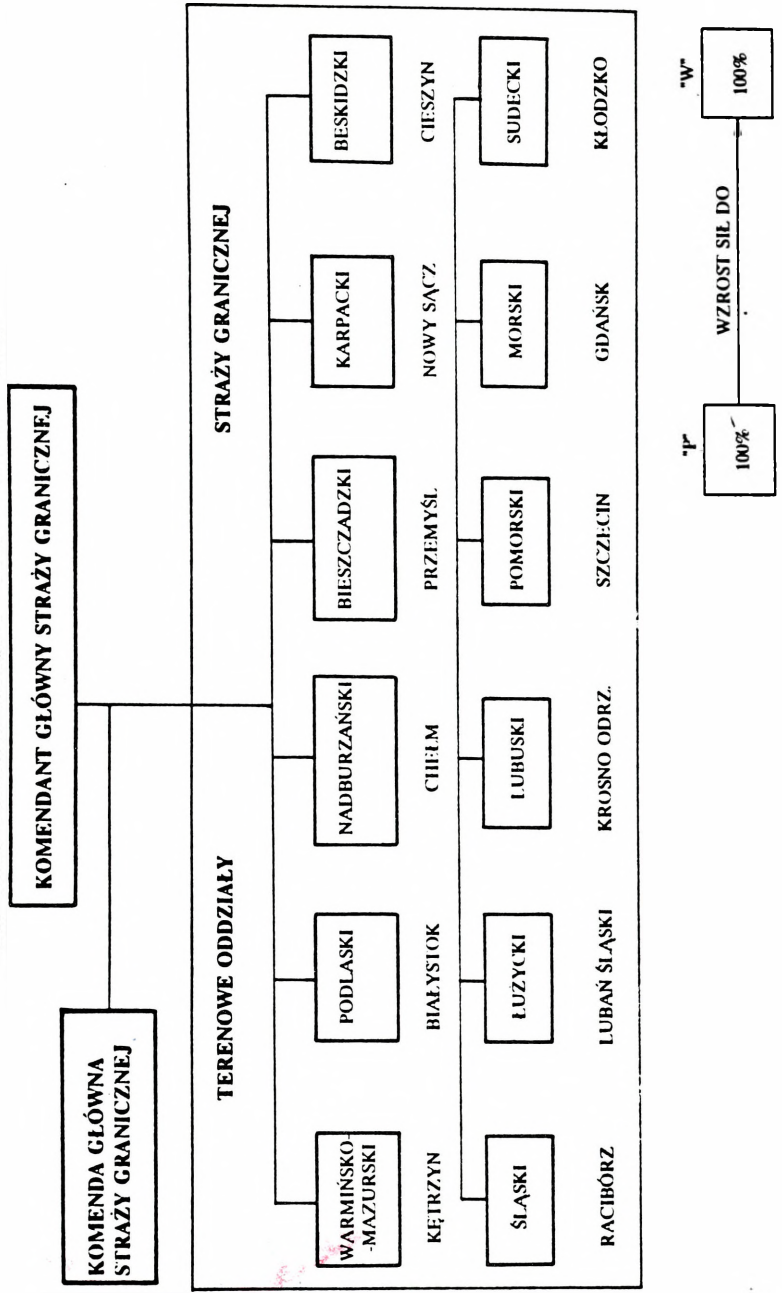 KOMENDANT GŁÓWNY STRAŻY GRANICZNEJ
KOMENDA GŁÓWNA
STRAŻY GRANICZNEJ
TERENOWE ODDZIAŁY
STRAŻY GRANICZNEJ
WARMIŃSKO-
-MAZURSKI
PODLASKI
NADBURZAŃSKI
BIESZCZADZKI
KARPACKI
BESKIDZKI
KĘTRZYN
BIAŁYSTOK
CHEŁM
PRZEMYŚL
NOWY SĄCZ
CIESZYN
ŚLĄSKI
ŁUŻYCKI
LUBUSKI
POMORSKI
MORSKI
SUDECKI
RACIBÓRZ
LUBAŃ ŚLĄSKI
KROSNO ODRZ.
SZCZECIN
GDAŃSK
KŁODZKO
"P"
100%
WZROST SIŁ DO
"W"
100%